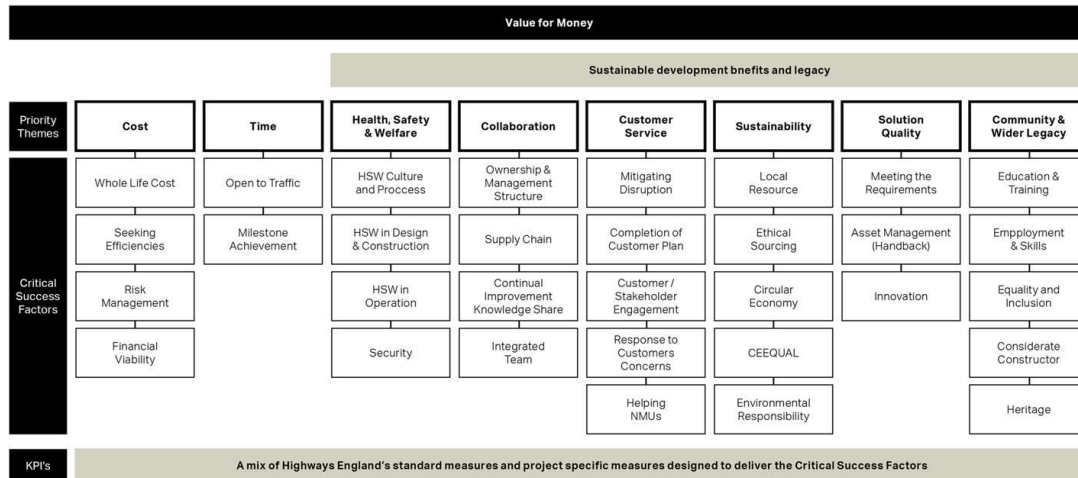 Value for Money
Sustainable development bnefits and legacy
Priority
Themes
Cost
Time
Health, Safety
& Welfare
Collaboration
Customer
Service
Sustainability
Solution
Quality
Community &
Wider Legacy
Critical
Success
Factors
Whole Life Cost
Seeking
Efficiencies
Risk
Management
Financial
Viability
Open to Traffic
Milestone
Achievement
HSW Culture
and Proccess
HSW in Design
& Construction
HSW in
Operation
Security
Ownership &
Management
Structure
Supply Chain
Continual
Improvement
Knowledge Share
Integrated
Team
Mitigating
Disruption
Completion of
Customer Plan
Customer /
Stakeholder
Engagement
Response to
Customers
Concerns
Helping
NMUs
Local
Resource
Ethical
Sourcing
Circular
Economy
CEEQUAL
Environmental
Responsibility
Meeting the
Requirements
Asset Management
(Handback)
Innovation
Education &
Training
Empployment
& Skills
Equality and
Inclusion
Considerate
Constructor
Heritage
KPI's
A mix of Highways England's standard measures and project specific measures designed to deliver the Critical Success Factors